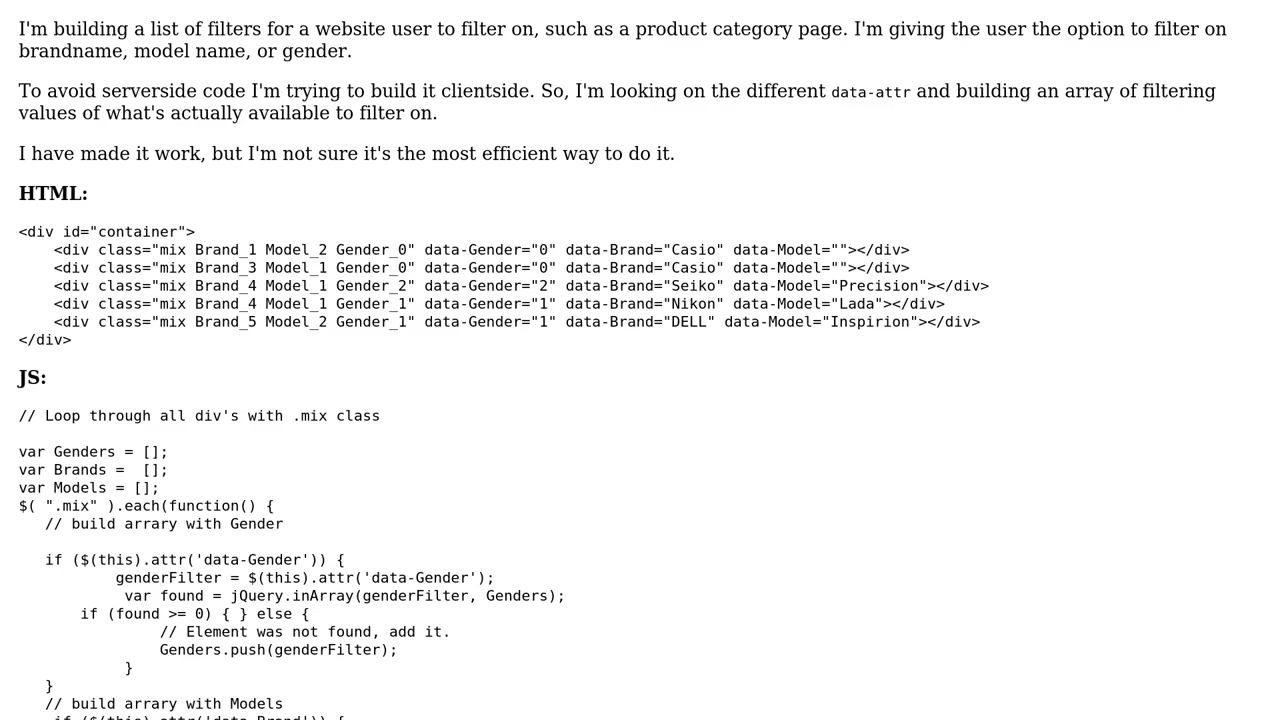 I'm building a list of filters for a website user to filter on, such as a product category page. I'm giving the user the option to filter on
brandname, model name, or gender.
To avoid serverside code I'm trying to build it clientside. So, I'm looking on the different data-attr and building an array of filtering
values of what's actually available to filter on.
I have made it work, but I'm not sure it's the most efficient way to do it.
HTML:
<div id="container">
    <div class="mix Brand_1 Model_2 Gender_0" data-Gender="0" data-Brand="Casio" data-Model=""></div>
    <div class="mix Brand_3 Model_1 Gender_0" data-Gender="0" data-Brand="Casio" data-Model=""></div>
    <div class="mix Brand_4 Model_1 Gender_2" data-Gender="2" data-Brand="Seiko" data-Model="Precision"></div>
    <div class="mix Brand_4 Model_1 Gender_1" data-Gender="1" data-Brand="Nikon" data-Model="Lada"></div>
    <div class="mix Brand_5 Model_2 Gender_1" data-Gender="1" data-Brand="DELL" data-Model="Inspirion"></div>
</div>
JS:
// Loop through all div's with .mix class
var Genders = [];
var Brands =  [];
var Models = [];
$( ".mix" ).each(function() {
   // build arrary with Gender
   if ($(this).attr('data-Gender')) {
           genderFilter = $(this).attr('data-Gender');
            var found = jQuery.inArray(genderFilter, Genders);
       if (found >= 0) { } else {
                // Element was not found, add it.
                Genders.push(genderFilter);
            }
   }
   // build arrary with Models
    if ($(this).attr('data-Brand')) {